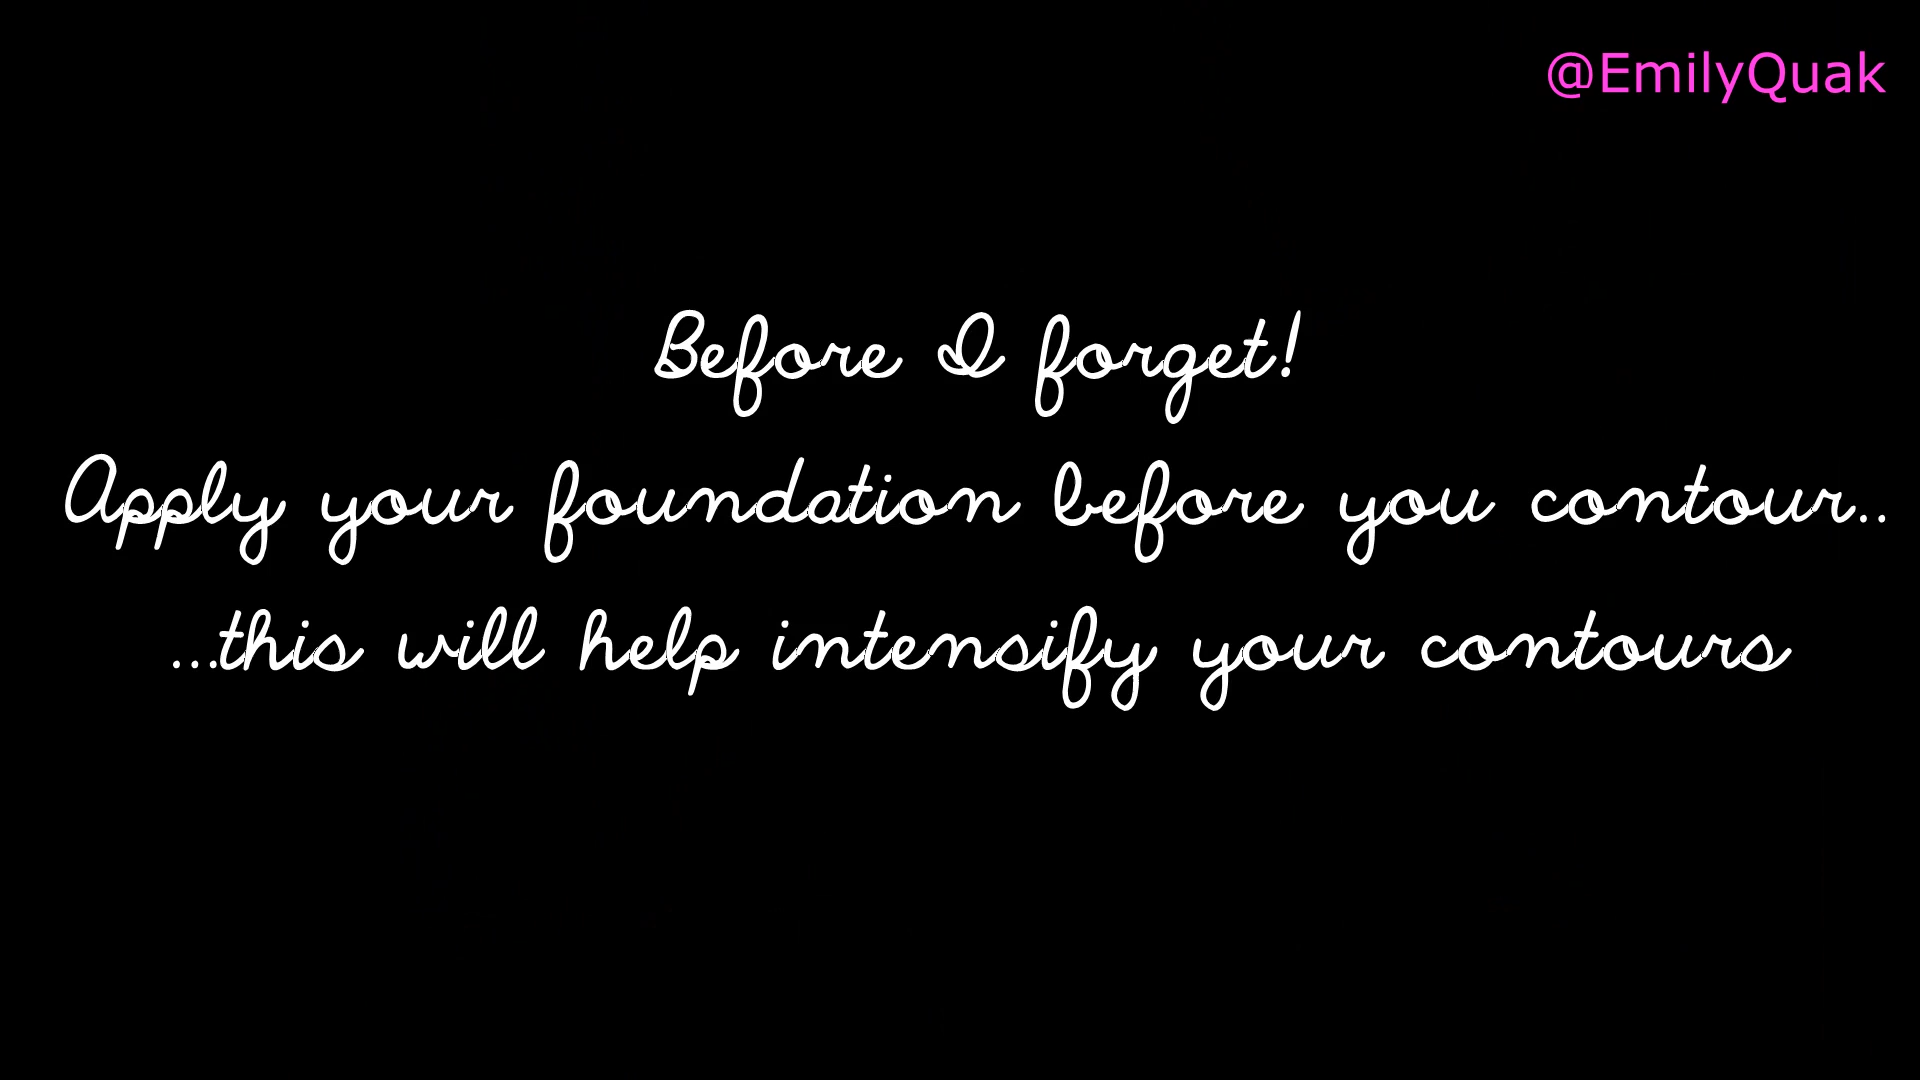 @EmilyQuak
Before I forget!
Apply your foundation before you contour..
...this will help intensify your contours